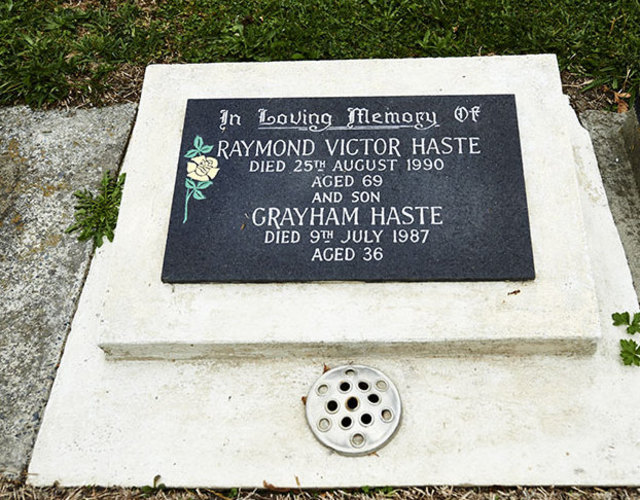 In Loving Memory Of
RAYMOND VICTOR HASTE
DIED 25TH AUGUST 1990
AGED 69
AND SON
GRAYHAM HASTE
DIED 9TH JULY 1987
AGED 36